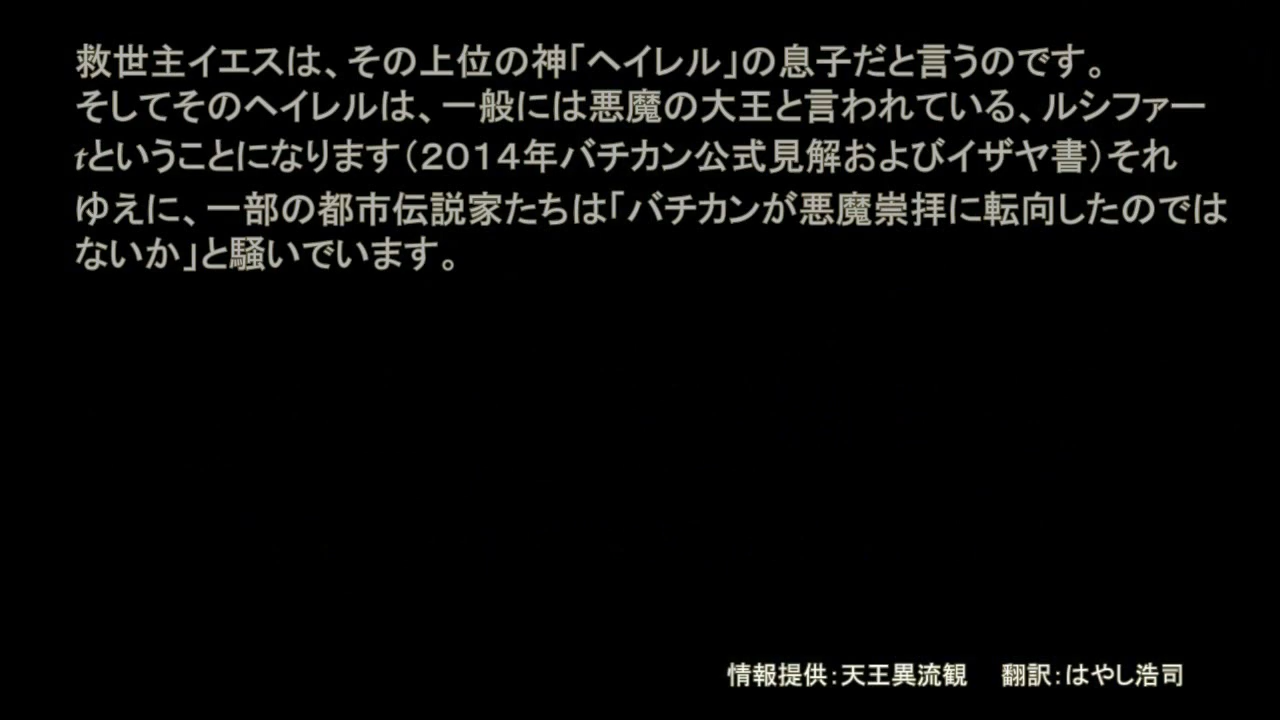 救世主イエスは、その上位の神「ヘイレル」の息子だと言うのです。
そしてそのヘイレルは、一般には悪魔の大王と言われている、ルシファー
tということになります（２０１４年バチカン公式見解およびイザヤ書）それ
ゆえに、一部の都市伝説家たちは「バチカンが悪魔崇拝に転向したのでは
ないか」と騒いでいます。
情報提供：天王異流観　翻訳：はやし浩司